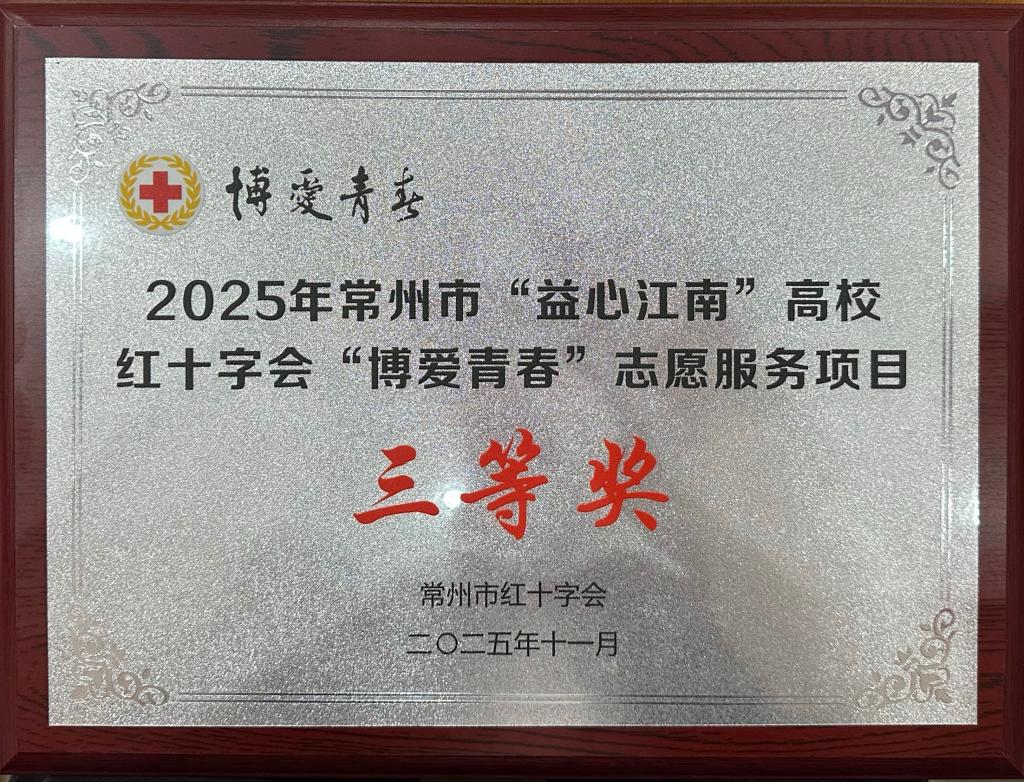 博爱青春
2025年常州市“益心江南”高校
红十字会“博爱青春”志愿服务项目
三等奖
常州市红十字会
二〇二五年十一月